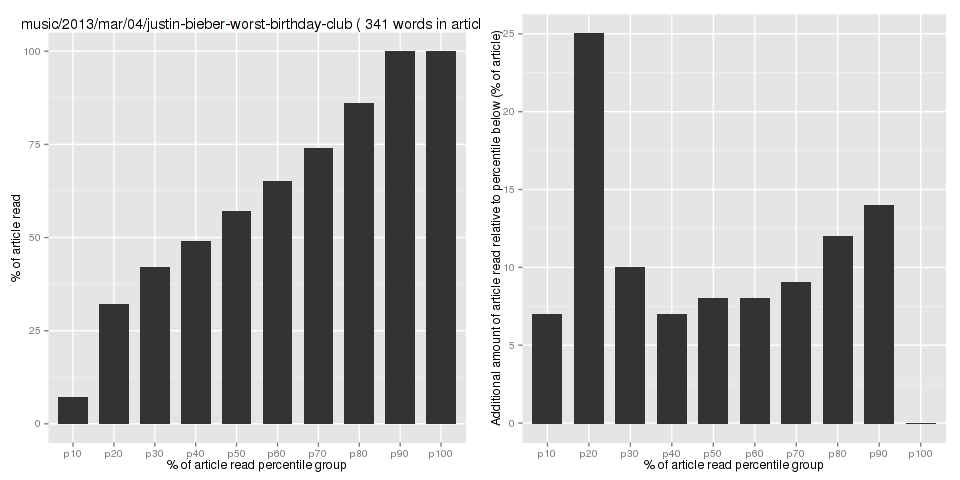 music/2013/mar/04/justin-bieber-worst-birthday-club ( 341 words in articl
% of article read
100
75
50
25
0
p10 p20 p30 p40 p50 p60 p70 p80 p90 p100
% of article read percentile group
Additional amount of article read relative to percentile below (% of article)
25
20
15
10
5
0
p10 p20 p30 p40 p50 p60 p70 p80 p90 p100
% of article read percentile group